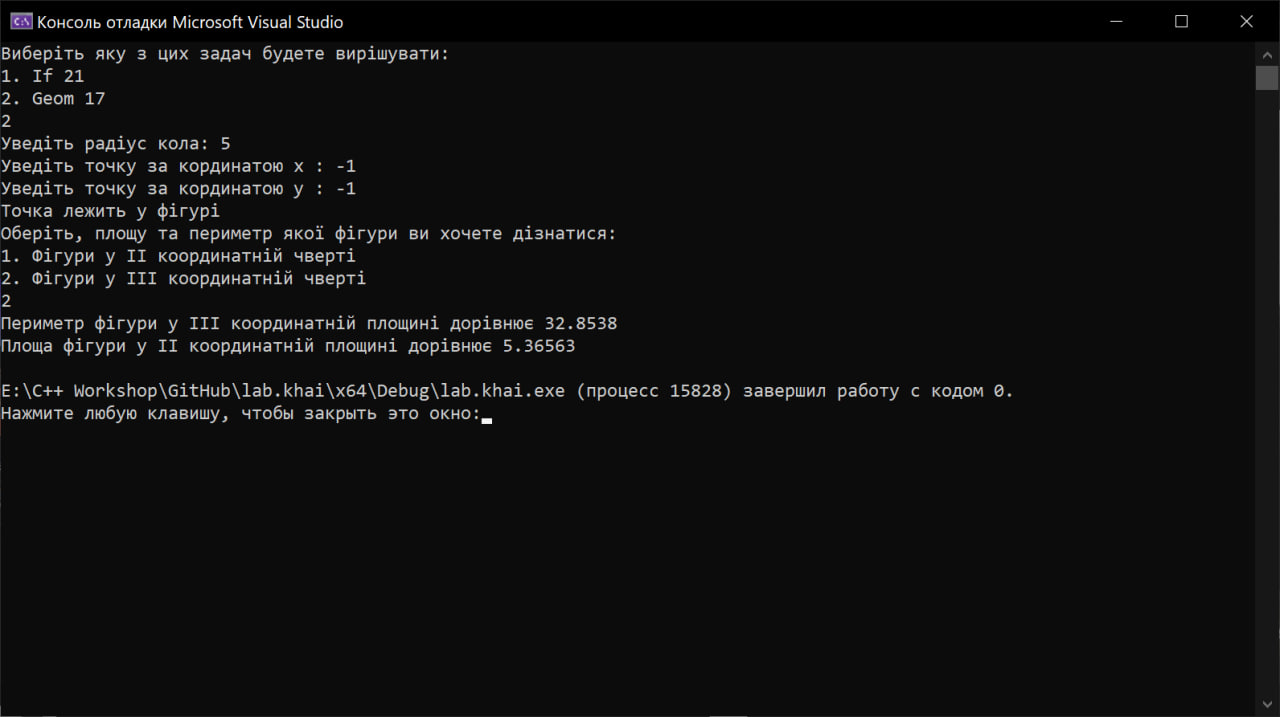 Консоль отладки Microsoft Visual Studio
Виберіть яку з цих задач будете вирішувати:
1. If 21
2. Geom 17
2
Уведіть радіус кола: 5
Уведіть точку за кординатою x : -1
Уведіть точку за кординатою y : -1
Точка лежить у фігурі
Оберіть, площу та периметр якої фігури ви хочете дізнатися:
1. Фігури у II координатній чверті
2. Фігури у III координатній чверті
2
Периметр фігури у III координатній площині дорівнює 32.8538
Площа фігури у II координатній площині дорівнює 5.36563
E:\C++ Workshop\GitHub\lab.khai\x64\Debug\lab.khai.exe (процесс 15828) завершил работу с кодом 0.
Нажмите любую клавишу, чтобы закрыть это окно: